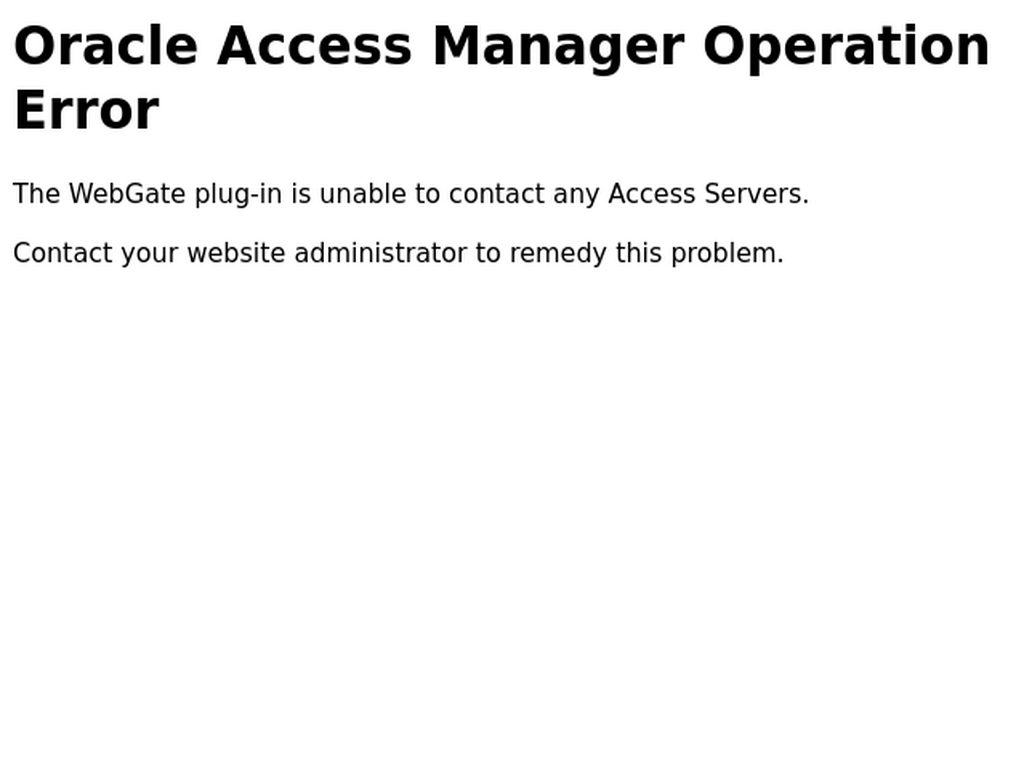 Oracle Access Manager Operation
Error
The WebGate plug-in is unable to contact any Access Servers.
Contact your website administrator to remedy this problem.